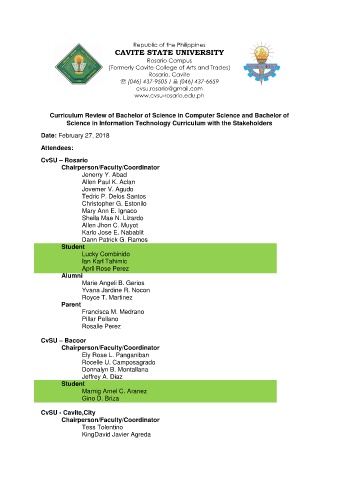 Republic of the Philippines
CAVITE STATE UNIVERSITY
Rosario Campus
(Formerly Cavite College of Arts and Trades)
Rosario, Cavite
☏ (046) 437-9505 / 🖷 (046) 437-6659
cvsu.rosario@gmail.com
www.cvsu-rosario.edu.ph
Curriculum Review of Bachelor of Science in Computer Science and Bachelor of
Science in Information Technology Curriculum with the Stakeholders
Date: February 27, 2018
Attendees:
CvSU – Rosario
Chairperson/Faculty/Coordinator
Jenerry Y. Abad
Allen Paul K. Aclan
Jovemer V. Agudo
Tedric P. Delos Santos
Christopher G. Estonilo
Mary Ann E. Ignaco
Sheila Mae N. Lizardo
Allen Jhon C. Muyot
Karlo Jose E. Nabablit
Dann Patrick G. Ramos
Student
Lucky Combinido
Ian Karl Tahimic
April Rose Perez
Alumni
Marie Angeli B. Gerios
Yvana Jardine R. Nocon
Royce T. Martinez
Parent
Francisca M. Medrano
Pillar Pellano
Rosalie Perez
CvSU – Bacoor
Chairperson/Faculty/Coordinator
Ely Rose L. Panganiban
Rocelle U. Camposagrado
Donnalyn B. Montallana
Jeffrey A. Diaz
Student
Marnig Arnel C. Aranez
Gino D. Briza
CvSU - Cavite,City
Chairperson/Faculty/Coordinator
Tess Tolentino
KingDavid Javier Agreda